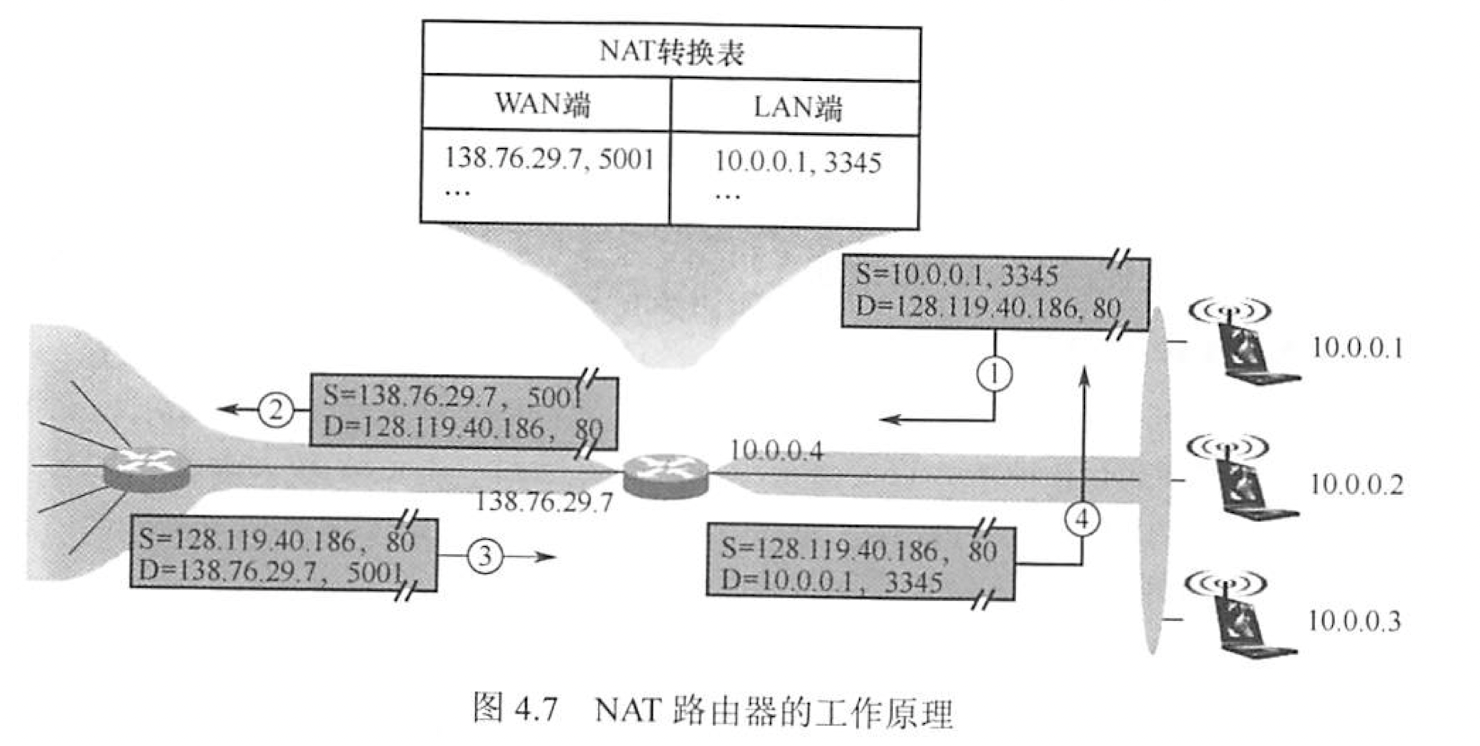 NAT转换表
WAN端
LAN端
138.76.29.7, 5001
10.0.0.1, 3345
…
…
S=10.0.0.1, 3345
D=128.119.40.186, 80
①
10.0.0.1
②
S=138.76.29.7, 5001
D=128.119.40.186, 80
10.0.0.4
10.0.0.2
138.76.29.7
S=128.119.40.186, 80
D=138.76.29.7, 5001
③
S=128.119.40.186, 80
D=10.0.0.1, 3345
④
10.0.0.3
图 4.7 NAT 路由器的工作原理